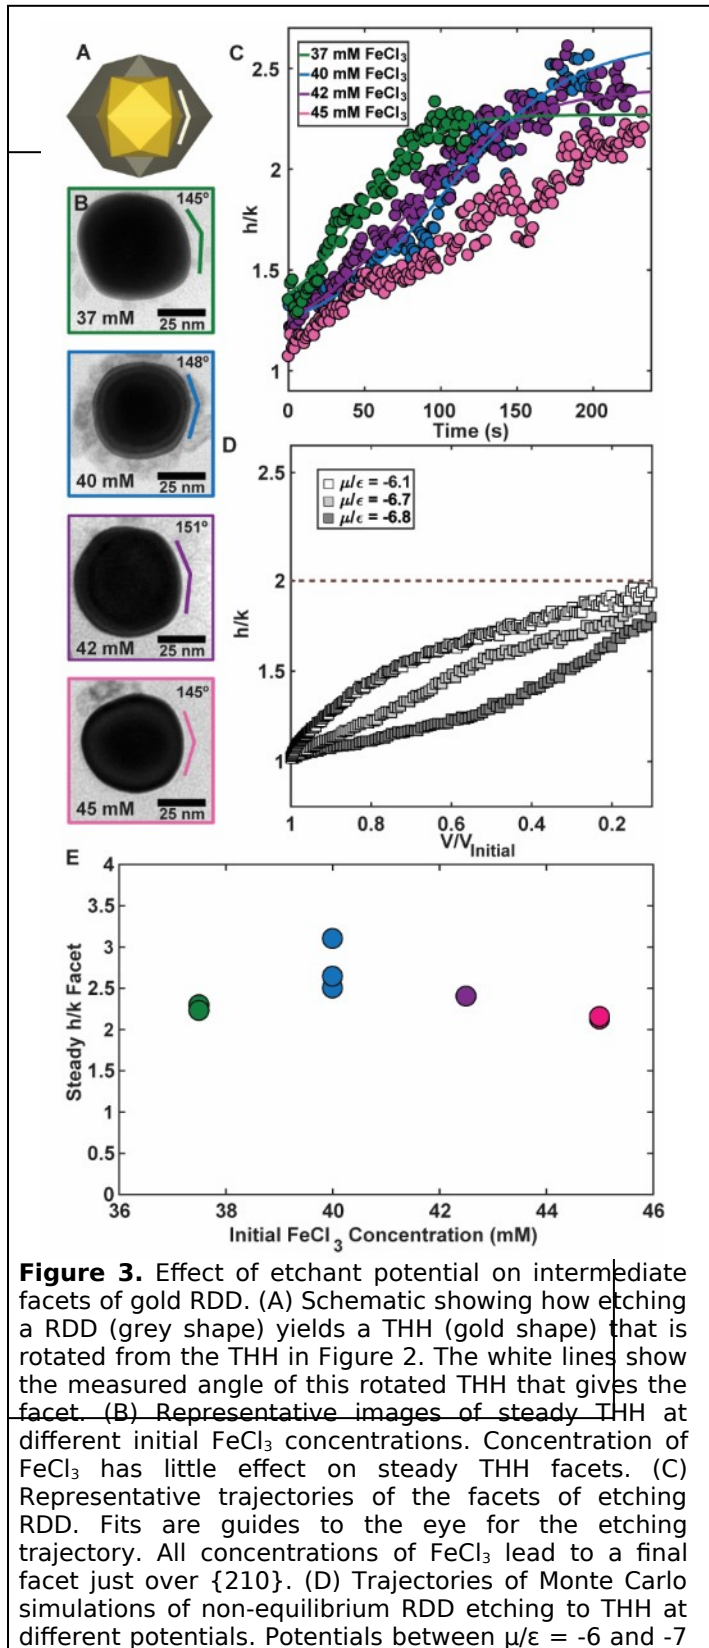 A
B
145°
37 mM
25 nm
148°
40 mM
25 nm
151°
42 mM
25 nm
145°
45 mM
25 nm
C
37 mM FeCl₃
40 mM FeCl₃
42 mM FeCl₃
45 mM FeCl₃
2.5
2
1.5
1
h/k
0
50
100
150
200
Time (s)
D
μ/ϵ = -6.1
μ/ϵ = -6.7
μ/ϵ = -6.8
2.5
2
1.5
1
h/k
1
0.8
0.6
0.4
0.2
V/V Initial
E
4
3.5
3
2.5
2
1.5
1
0.5
0
Steady h/k Facet
36
38
40
42
44
46
Initial FeCl₃ Concentration (mM)
Figure 3. Effect of etchant potential on intermediate
facets of gold RDD. (A) Schematic showing how etching
a RDD (grey shape) yields a THH (gold shape) that is
rotated from the THH in Figure 2. The white lines show
the measured angle of this rotated THH that gives the
facet. (B) Representative images of steady THH at
different initial FeCl₃ concentrations. Concentration of
FeCl₃ has little effect on steady THH facets. (C)
Representative trajectories of the facets of etching
RDD. Fits are guides to the eye for the etching
trajectory. All concentrations of FeCl₃ lead to a final
facet just over {210}. (D) Trajectories of Monte Carlo
simulations of non-equilibrium RDD etching to THH at
different potentials. Potentials between μ/ε = -6 and -7